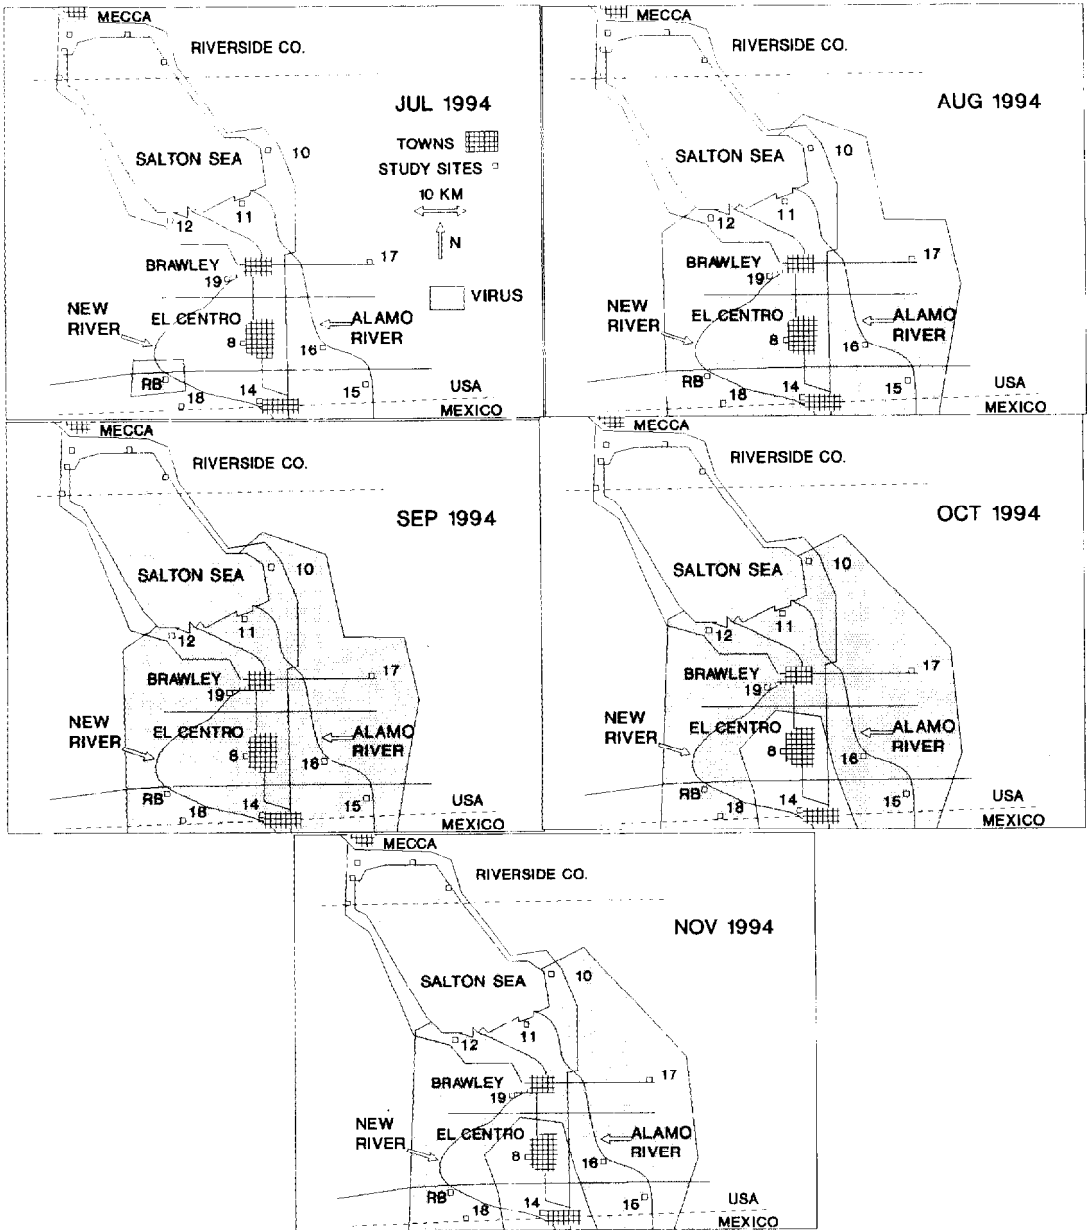 MECCA
RIVERSIDE CO.
JUL 1994
TOWNS
STUDY SITES
10 KM
N
VIRUS
SALTON SEA
10
11
12
17
BRAWLEY
19
NEW
RIVER
EL CENTRO
8
ALAMO
RIVER
16
RB
18
14
15
USA
MEXICO
MECCA
RIVERSIDE CO.
AUG 1994
SALTON SEA
10
11
12
17
BRAWLEY
19
NEW
RIVER
EL CENTRO
8
ALAMO
RIVER
16
RB
18
14
15
USA
MEXICO
MECCA
RIVERSIDE CO.
SEP 1994
SALTON SEA
10
11
12
17
BRAWLEY
19
NEW
RIVER
EL CENTRO
8
ALAMO
RIVER
16
RB
18
14
15
USA
MEXICO
MECCA
RIVERSIDE CO.
OCT 1994
SALTON SEA
10
11
12
17
BRAWLEY
19
NEW
RIVER
EL CENTRO
8
ALAMO
RIVER
16
RB
18
14
15
USA
MEXICO
MECCA
RIVERSIDE CO.
NOV 1994
SALTON SEA
10
11
12
17
BRAWLEY
19
NEW
RIVER
EL CENTRO
8
ALAMO
RIVER
16
RB
18
14
15
USA
MEXICO